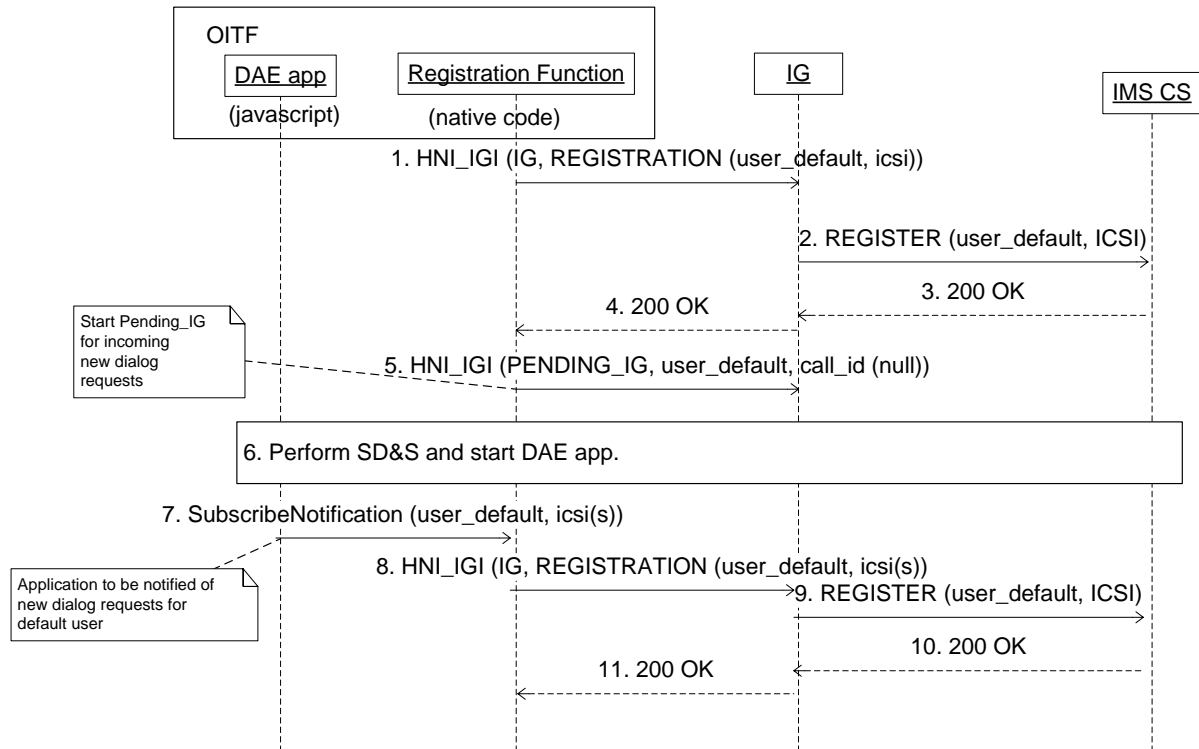 OITF
DAE app
Registration Function
IG
IMS CS
(javascript)
(native code)
1. HNI_IGI (IG, REGISTRATION (user_default, icsi))
2. REGISTER (user_default, ICSI)
3. 200 OK
4. 200 OK
Start Pending_IG
for incoming
new dialog
requests
5. HNI_IGI (PENDING_IG, user_default, call_id (null))
6. Perform SD&S and start DAE app.
7. SubscribeNotification (user_default, icsi(s))
8. HNI_IGI (IG, REGISTRATION (user_default, icsi(s))
Application to be notified of
new dialog requests for
default user
9. REGISTER (user_default, ICSI)
10. 200 OK
11. 200 OK